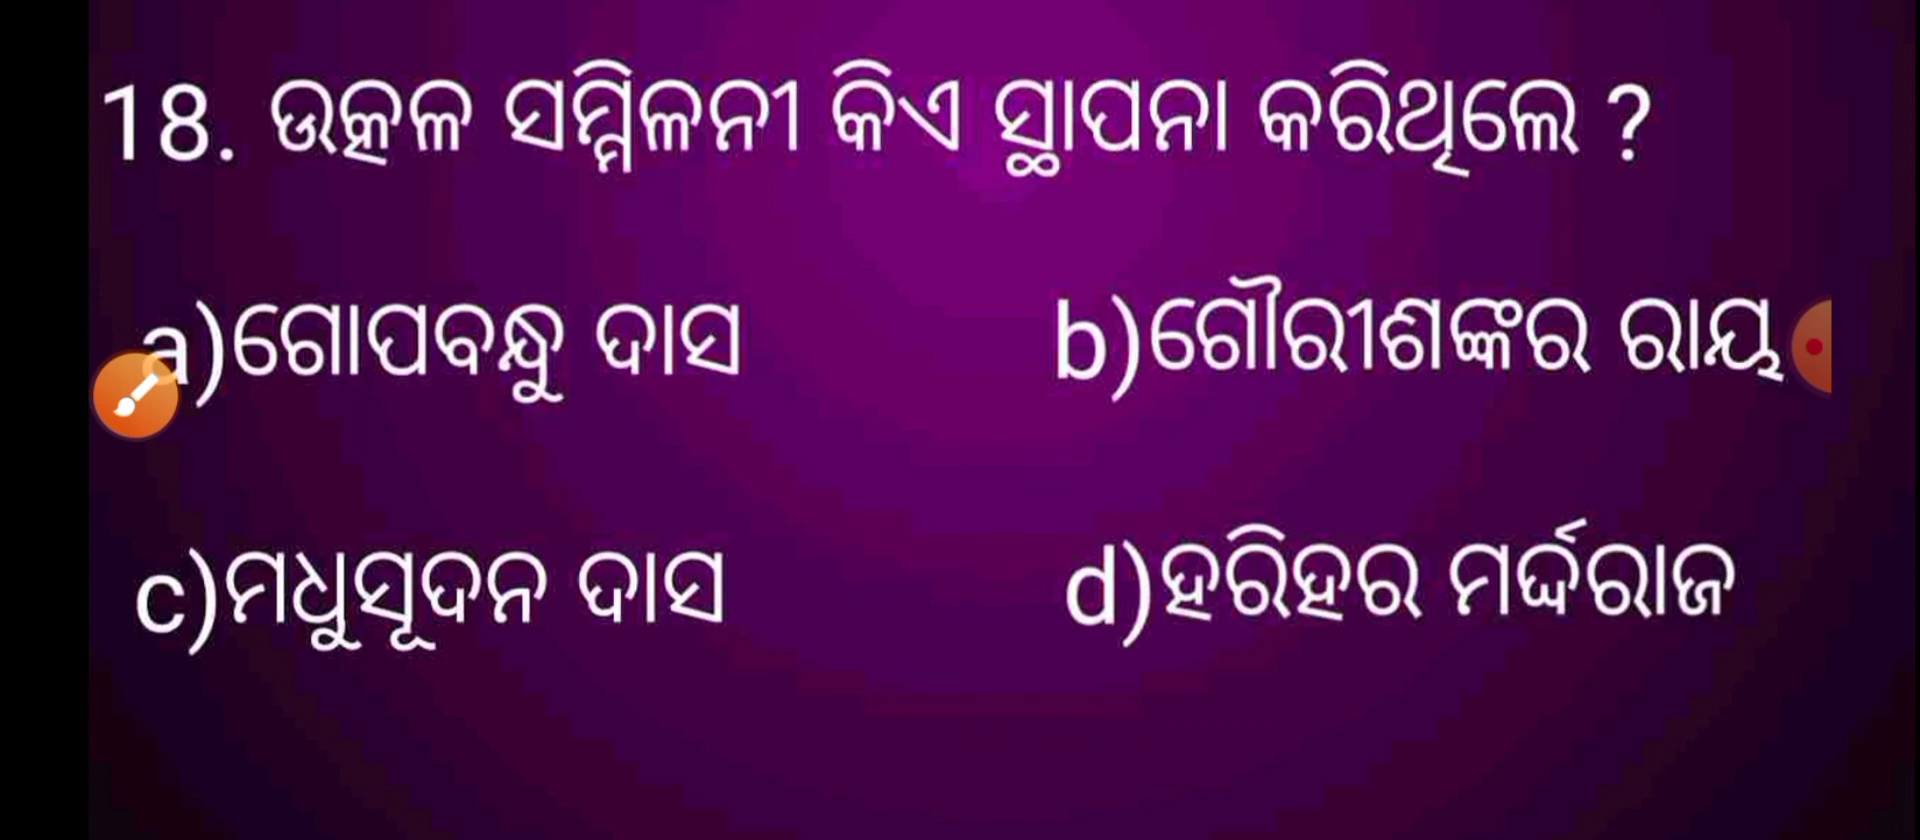 18. ଉତ୍କଳ ସମ୍ମିଳନୀ କିଏ ସ୍ଥାପନା କରିଥିଲେ ?
a)ଗୋପବନ୍ଧୁ ଦାସ b)ଗୌରୀଶଙ୍କର ରାୟ
c)ମଧୁସୂଦନ ଦାସ d)ହରିହର ମର୍ଦ୍ଦରାଜ